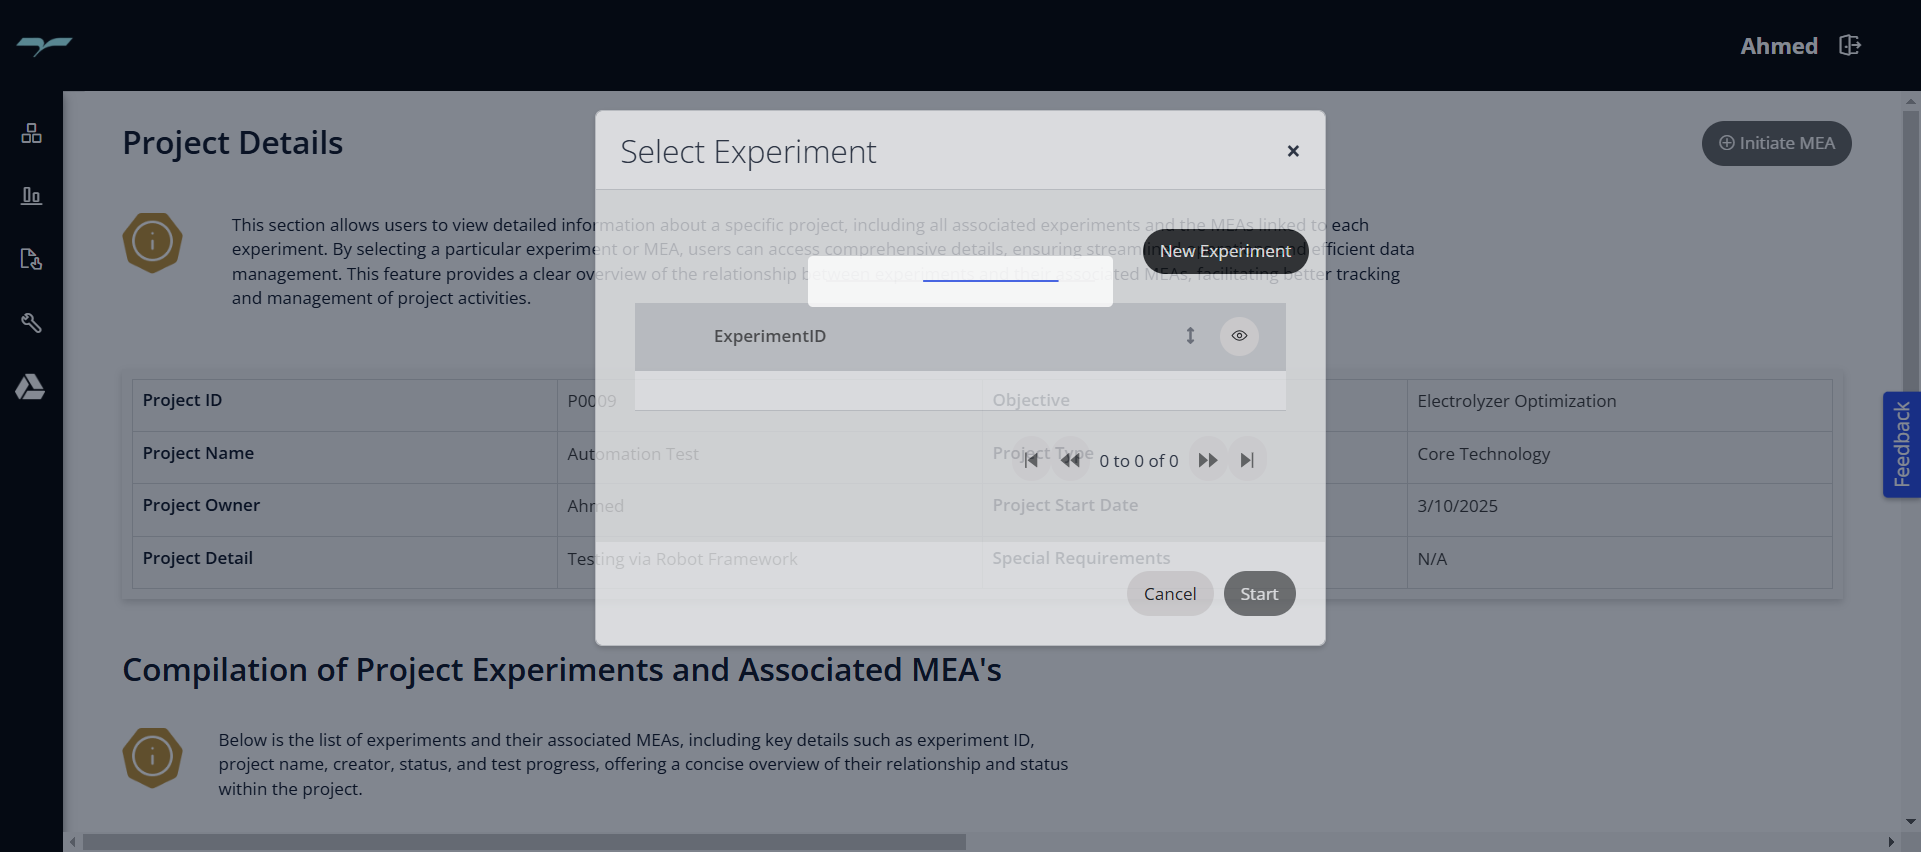 Ahmed
Project Details
Initiate MEA
Select Experiment
×
This section allows users to view detailed information about a specific project, including all associated experiments and the MEAs linked to each
experiment. By selecting a particular experiment or MEA, users can access comprehensive details, ensuring efficient data
management. This feature provides a clear overview of the relationship between experiments and their associated MEAs, facilitating better tracking
and management of project activities.
New Experiment
ExperimentID
Project ID
P0009
Objective
Electrolyzer Optimization
Project Name
Automation Test
Project Type
Core Technology
0 to 0 of 0
Project Owner
Ahmed
Project Start Date
3/10/2025
Project Detail
Testing via Robot Framework
Special Requirements
N/A
Cancel
Start
Feedback
Compilation of Project Experiments and Associated MEA's
Below is the list of experiments and their associated MEAs, including key details such as experiment ID,
project name, creator, status, and test progress, offering a concise overview of their relationship and status
within the project.